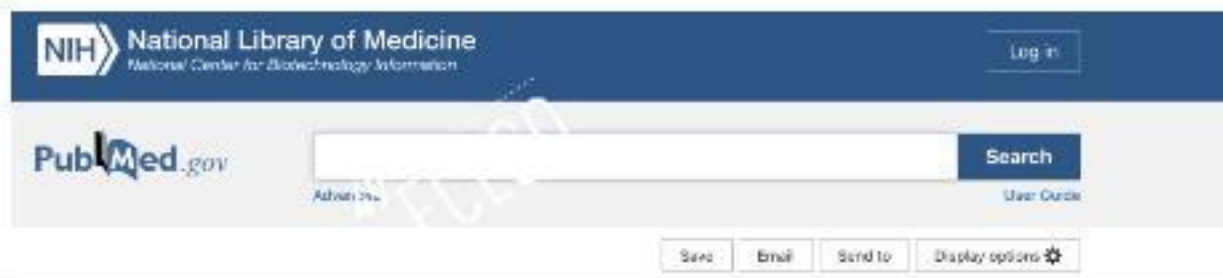 NIH National Library of Medicine
National Center for Biotechnology Information
Log in
PubMed.gov
Search
User Guide
Save Email Send to Display options